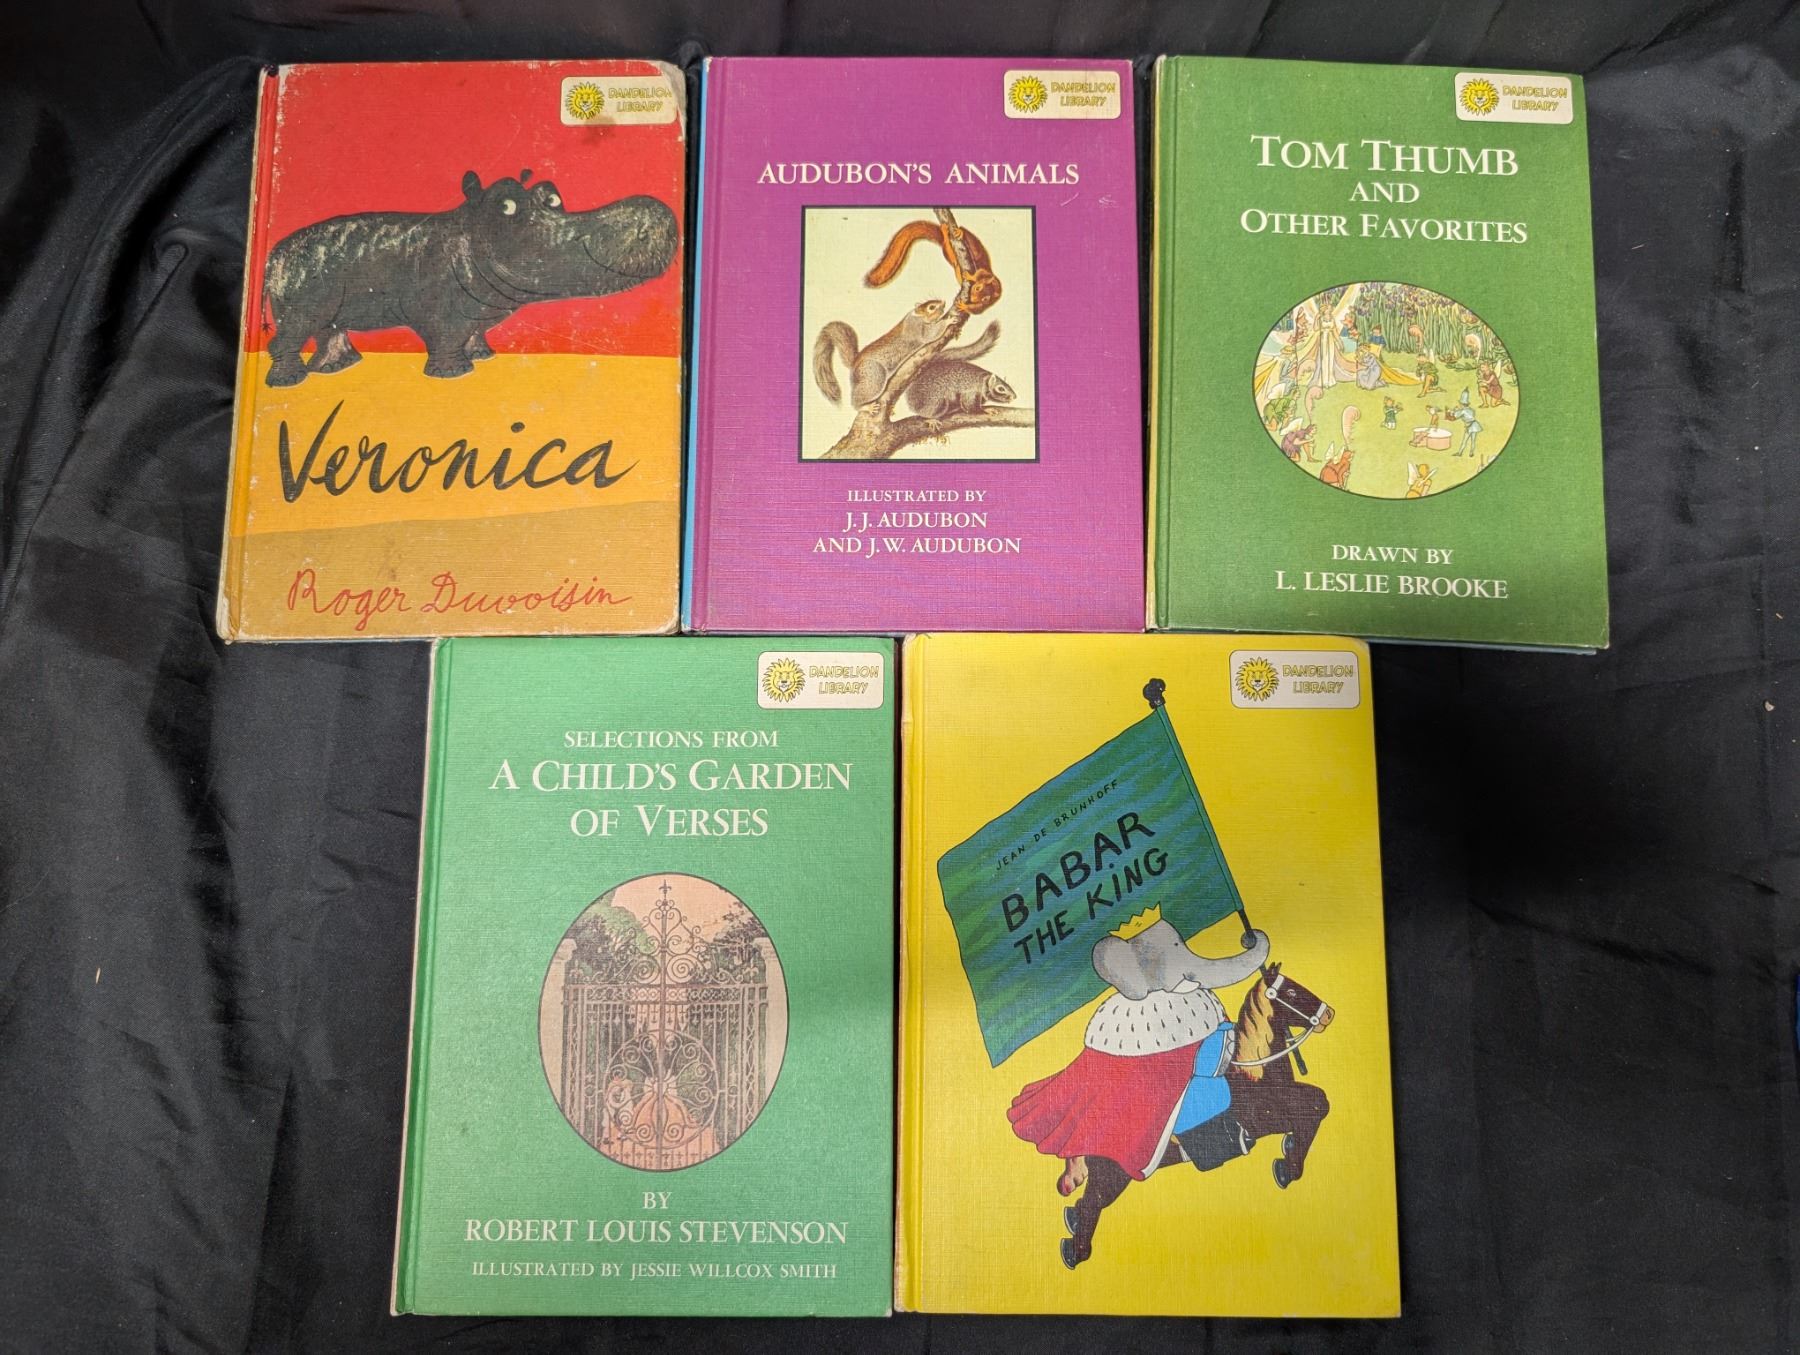 DANDELION
LIBRARY
Veronica
Roger Duvoisin
DANDELION
LIBRARY
AUDUBON'S ANIMALS
ILLUSTRATED BY
J. J. AUDUBON
AND J. W. AUDUBON
DANDELION
LIBRARY
TOM THUMB
AND
OTHER FAVORITES
DRAWN BY
L. LESLIE BROOKE
DANDELION
LIBRARY
SELECTIONS FROM
A CHILD'S GARDEN
OF VERSES
BY
ROBERT LOUIS STEVENSON
ILLUSTRATED BY JESSIE WILLCOX SMITH
DANDELION
LIBRARY
JEAN DE BRUNHOFF
BABAR
THE KING